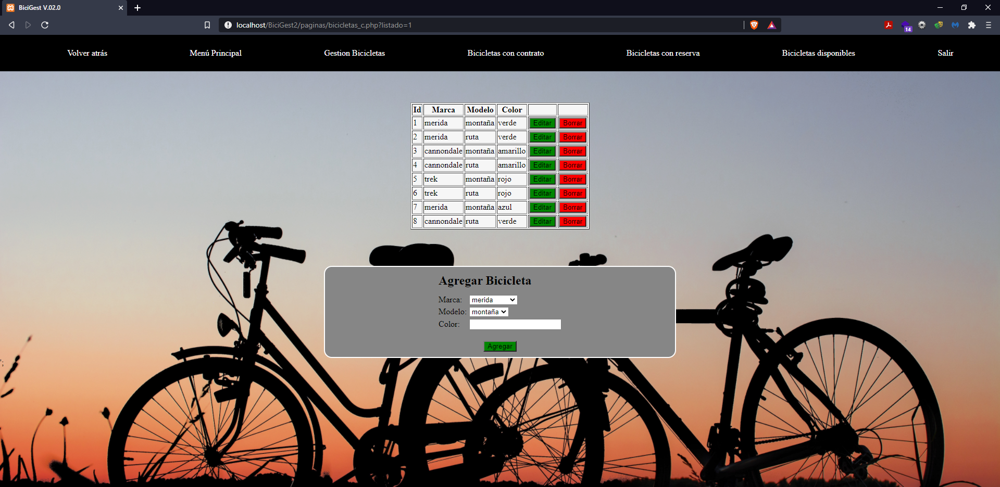 BiciGest V.02.0
localhost/BiciGest2/paginas/bicicletas_c.php?listado=1
14
Volver atrás Menú Principal Gestion Bicicletas Bicicletas con contrato Bicicletas con reserva Bicicletas disponibles Salir
Id Marca Modelo Color
1 merida montaña verde Editar Borrar
2 merida ruta verde Editar Borrar
3 cannondale montaña amarillo Editar Borrar
4 cannondale ruta amarillo Editar Borrar
5 trek montaña rojo Editar Borrar
6 trek ruta rojo Editar Borrar
7 merida montaña azul Editar Borrar
8 cannondale ruta verde Editar Borrar
Agregar Bicicleta
Marca: merida
Modelo: montaña
Color:
Agregar
';